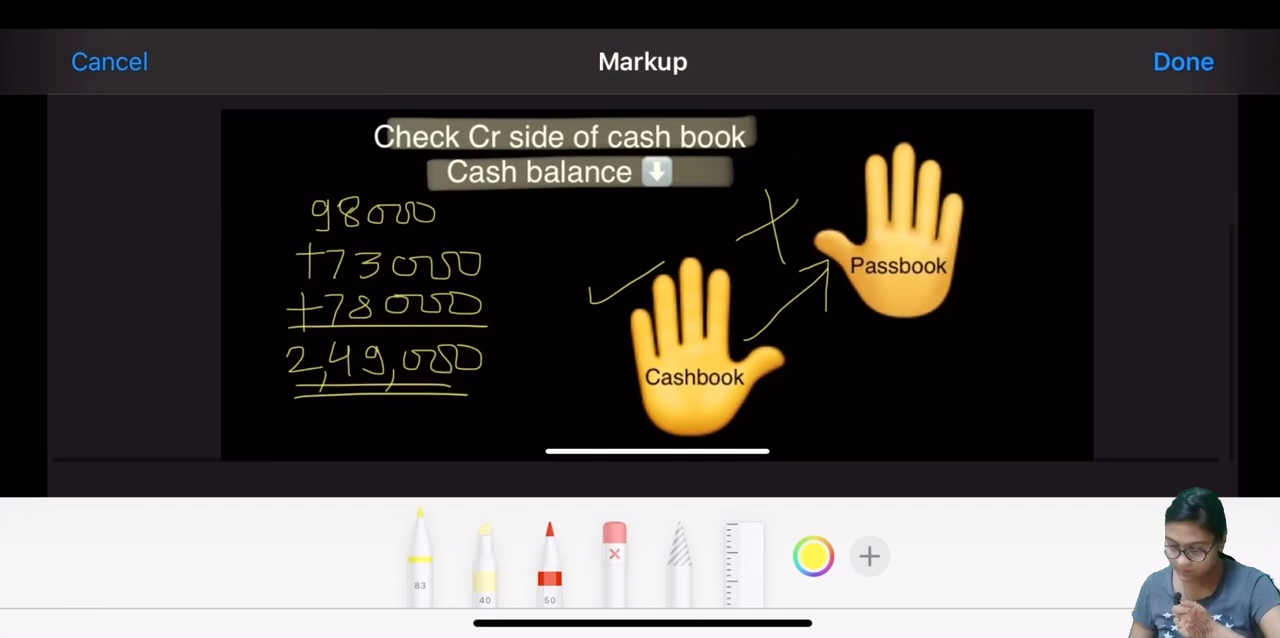 Cancel
Markup
Done
Check Cr side of cash book
Cash balance ⬇️
98000
+73000
+78000
2,49,000
Passbook
Cashbook
83
40
50